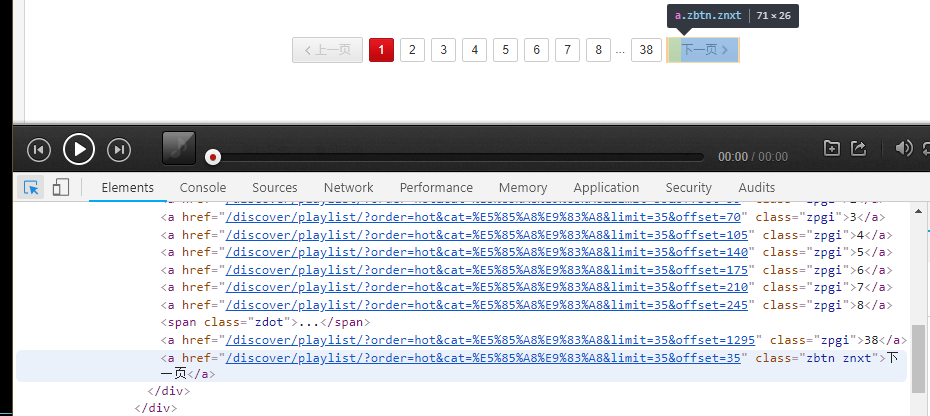 a.zbtn.znxt | 71 × 26
上一页 1 2 3 4 5 6 7 8 ... 38 下一页
00:00 / 00:00
Elements Console Sources Network Performance Memory Application Security Audits
<a href="/discover/playlist/?order=hot&cat=%E5%85%A8%E9%83%A8&limit=35&offset=70" class="zpgi">3</a>
<a href="/discover/playlist/?order=hot&cat=%E5%85%A8%E9%83%A8&limit=35&offset=105" class="zpgi">4</a>
<a href="/discover/playlist/?order=hot&cat=%E5%85%A8%E9%83%A8&limit=35&offset=140" class="zpgi">5</a>
<a href="/discover/playlist/?order=hot&cat=%E5%85%A8%E9%83%A8&limit=35&offset=175" class="zpgi">6</a>
<a href="/discover/playlist/?order=hot&cat=%E5%85%A8%E9%83%A8&limit=35&offset=210" class="zpgi">7</a>
<a href="/discover/playlist/?order=hot&cat=%E5%85%A8%E9%83%A8&limit=35&offset=245" class="zpgi">8</a>
<span class="zdot">...</span>
<a href="/discover/playlist/?order=hot&cat=%E5%85%A8%E9%83%A8&limit=35&offset=1295" class="zpgi">38</a>
<a href="/discover/playlist/?order=hot&cat=%E5%85%A8%E9%83%A8&limit=35&offset=35" class="zbtn znxt">下
一页</a>
</div>
</div>